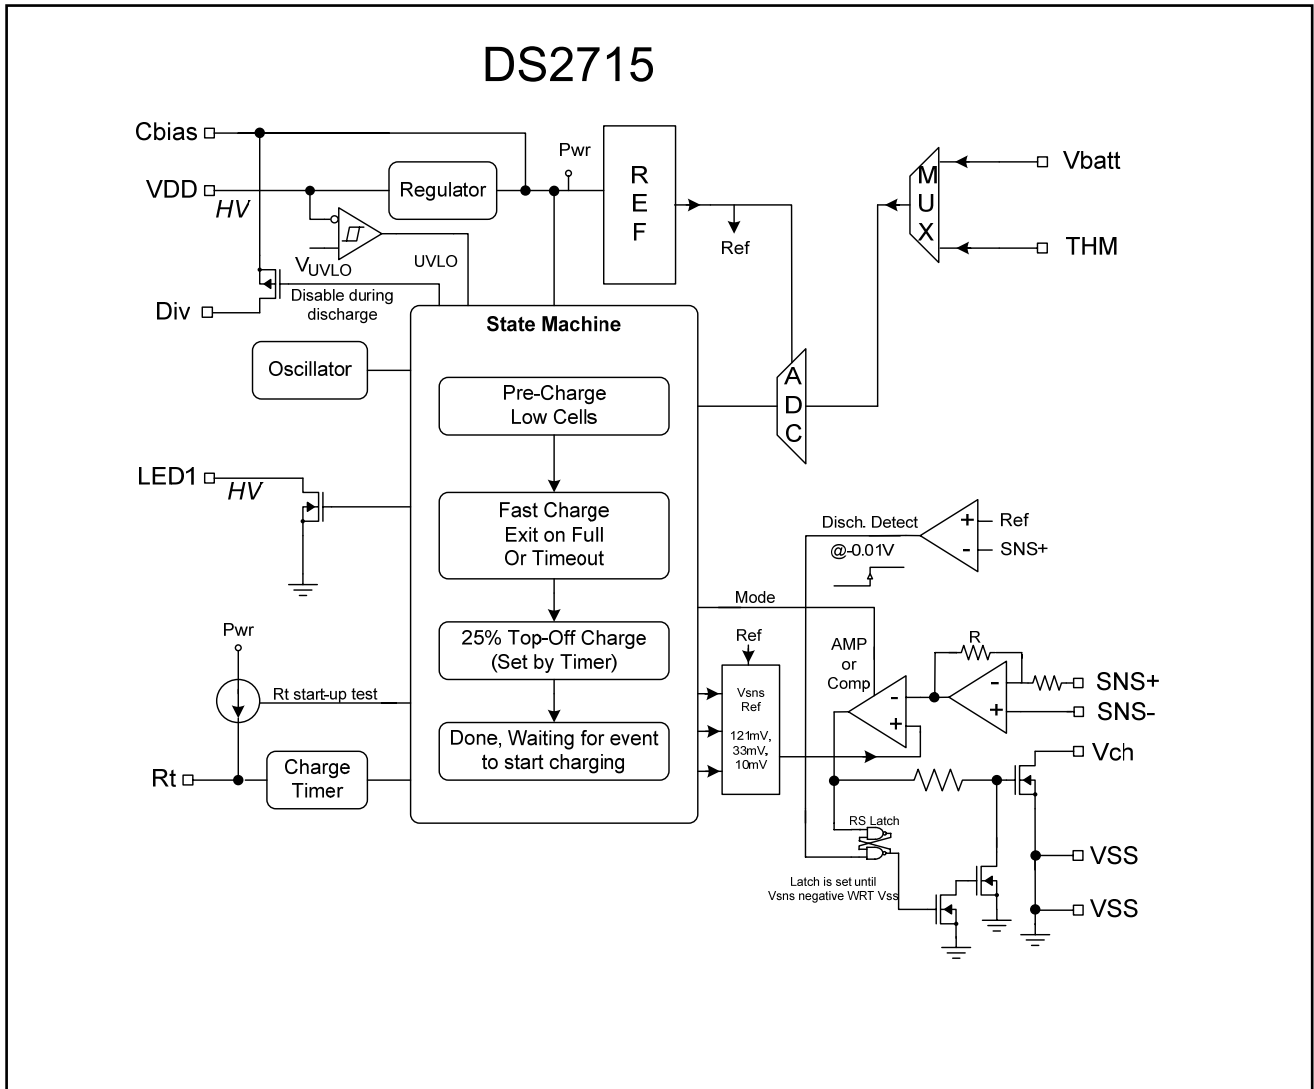 DS2715
Cbias
VDD
HV
Regulator
Pwr
R
E
F
Ref
M
U
X
Vbatt
THM
VUVLO
UVLO
Disable during
discharge
Div
Oscillator
State Machine
Pre-Charge
Low Cells
A
D
C
LED1
HV
Fast Charge
Exit on Full
Or Timeout
Disch. Detect
@-0.01V
+
-
Ref
SNS+
Mode
Pwr
Rt start-up test
25% Top-Off Charge
(Set by Timer)
Ref
Vsns
Ref
121mV,
33mV,
10mV
AMP
or
Comp
-
+
R
-
+
SNS+
SNS-
Vch
Done, Waiting for event
to start charging
Rt
Charge
Timer
RS Latch
Latch is set until
Vsns negative WRT Vss
VSS
VSS